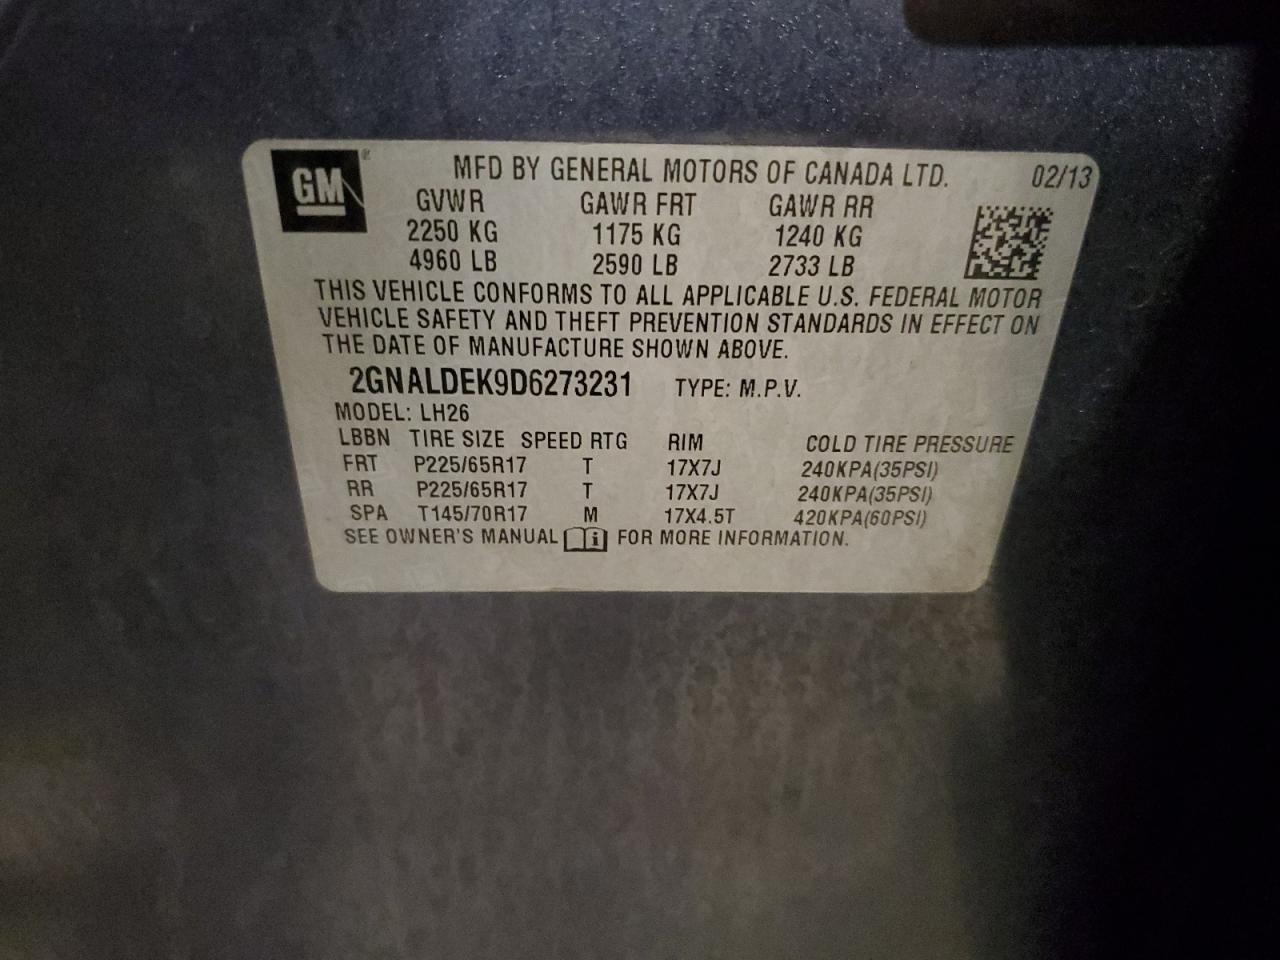 GM®
MFD BY GENERAL MOTORS OF CANADA LTD. 02/13
GVWR GAWR FRT GAWR RR
2250 KG 1175 KG 1240 KG
4960 LB 2590 LB 2733 LB
THIS VEHICLE CONFORMS TO ALL APPLICABLE U.S. FEDERAL MOTOR
VEHICLE SAFETY AND THEFT PREVENTION STANDARDS IN EFFECT ON
THE DATE OF MANUFACTURE SHOWN ABOVE.
2GNALDEK9D6273231 TYPE: M.P.V.
MODEL: LH26
LBBN TIRE SIZE SPEED RTG RIM COLD TIRE PRESSURE
FRT P225/65R17 T 17X7J 240KPA(35PSI)
RR P225/65R17 T 17X7J 240KPA(35PSI)
SPA T145/70R17 M 17X4.5T 420KPA(60PSI)
SEE OWNER'S MANUAL i FOR MORE INFORMATION.